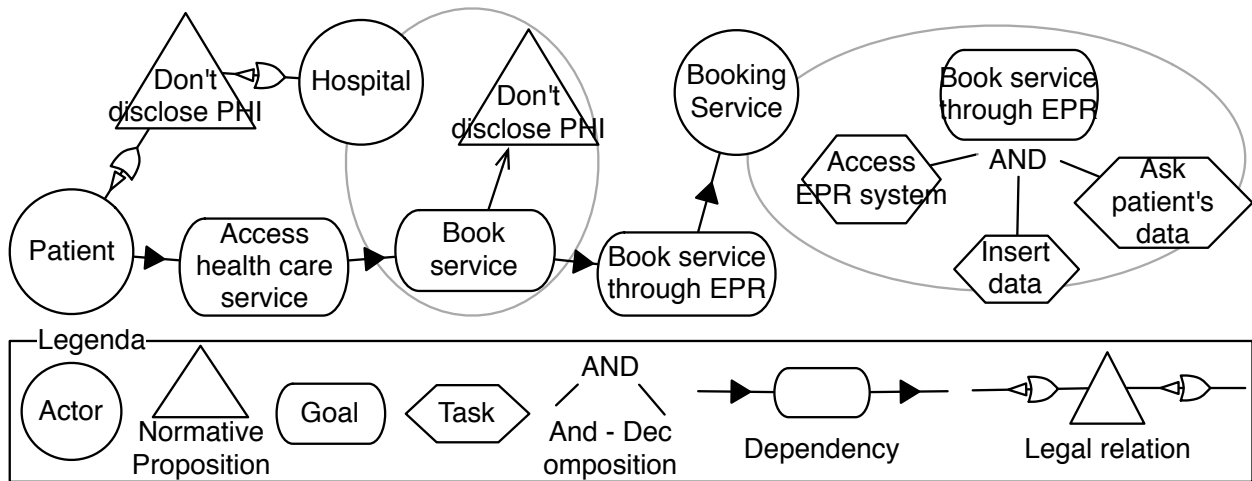 Don't
disclose PHI
Hospital
Don't
disclose PHI
Booking
Service
Book service
through EPR
AND
Access
EPR system
Ask
patient's
data
Insert
data
Patient
Access
health care
service
Book
service
Book service
through EPR
Legenda
Actor
Normative
Proposition
Goal
Task
AND
And - Dec
omposition
Dependency
Legal relation